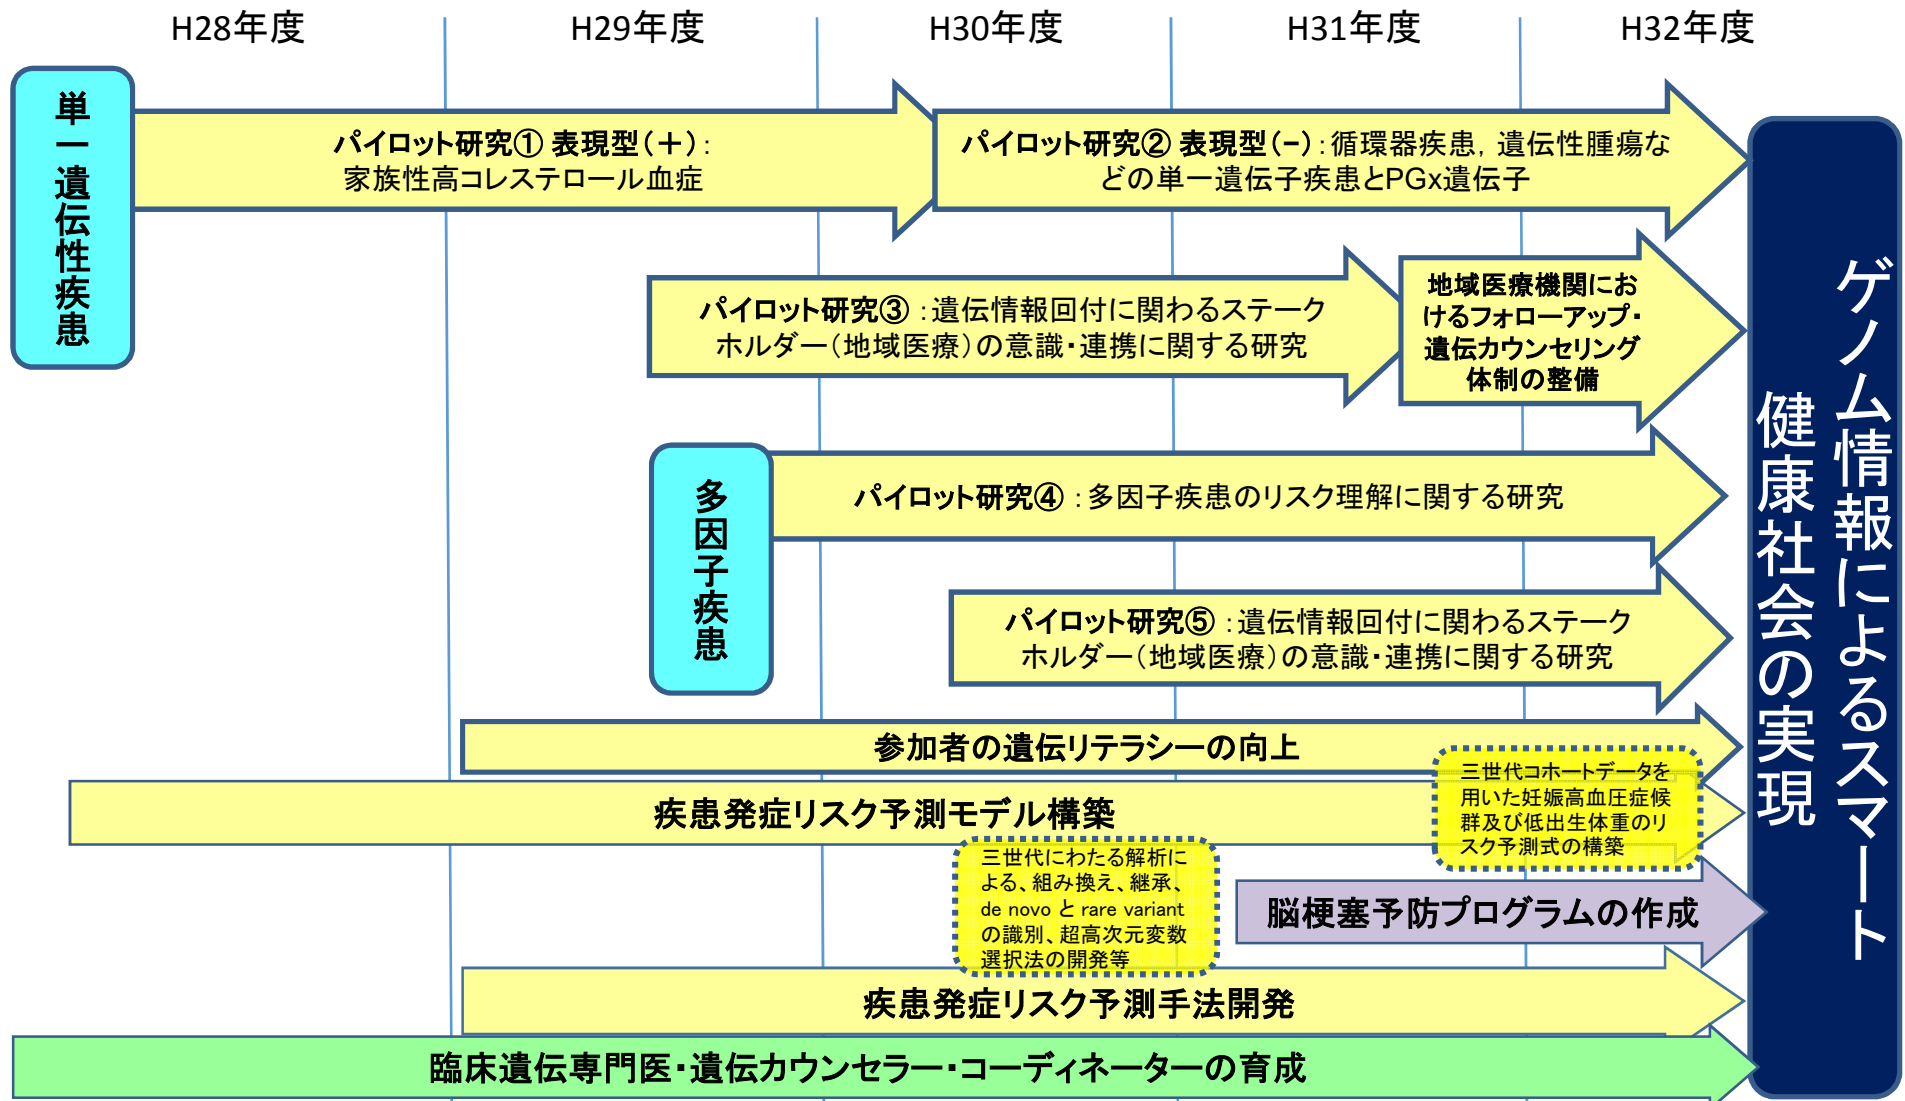 H28年度
H29年度
H30年度
H31年度
H32年度
単一遺伝性疾患
パイロット研究① 表現型（＋）：
家族性高コレステロール血症
パイロット研究② 表現型（−）：循環器疾患，遺伝性腫瘍な
どの単一遺伝子疾患とPGx遺伝子
パイロット研究③：遺伝情報回付に関わるステーク
ホルダー（地域医療）の意識・連携に関する研究
地域医療機関にお
けるフォローアップ・
遺伝カウンセリング
体制の整備
多因子疾患
パイロット研究④：多因子疾患のリスク理解に関する研究
パイロット研究⑤：遺伝情報回付に関わるステーク
ホルダー（地域医療）の意識・連携に関する研究
参加者の遺伝リテラシーの向上
疾患発症リスク予測モデル構築
三世代コホートデータを
用いた妊娠高血圧症候
群及び低出生体重のリ
スク予測式の構築
三世代にわたる解析に
よる、組み換え、継承、
de novo と rare variant
の識別、超高次元変数
選択法の開発等
脳梗塞予防プログラムの作成
疾患発症リスク予測手法開発
臨床遺伝専門医・遺伝カウンセラー・コーディネーターの育成
ゲノム情報によるスマート
健康社会の実現